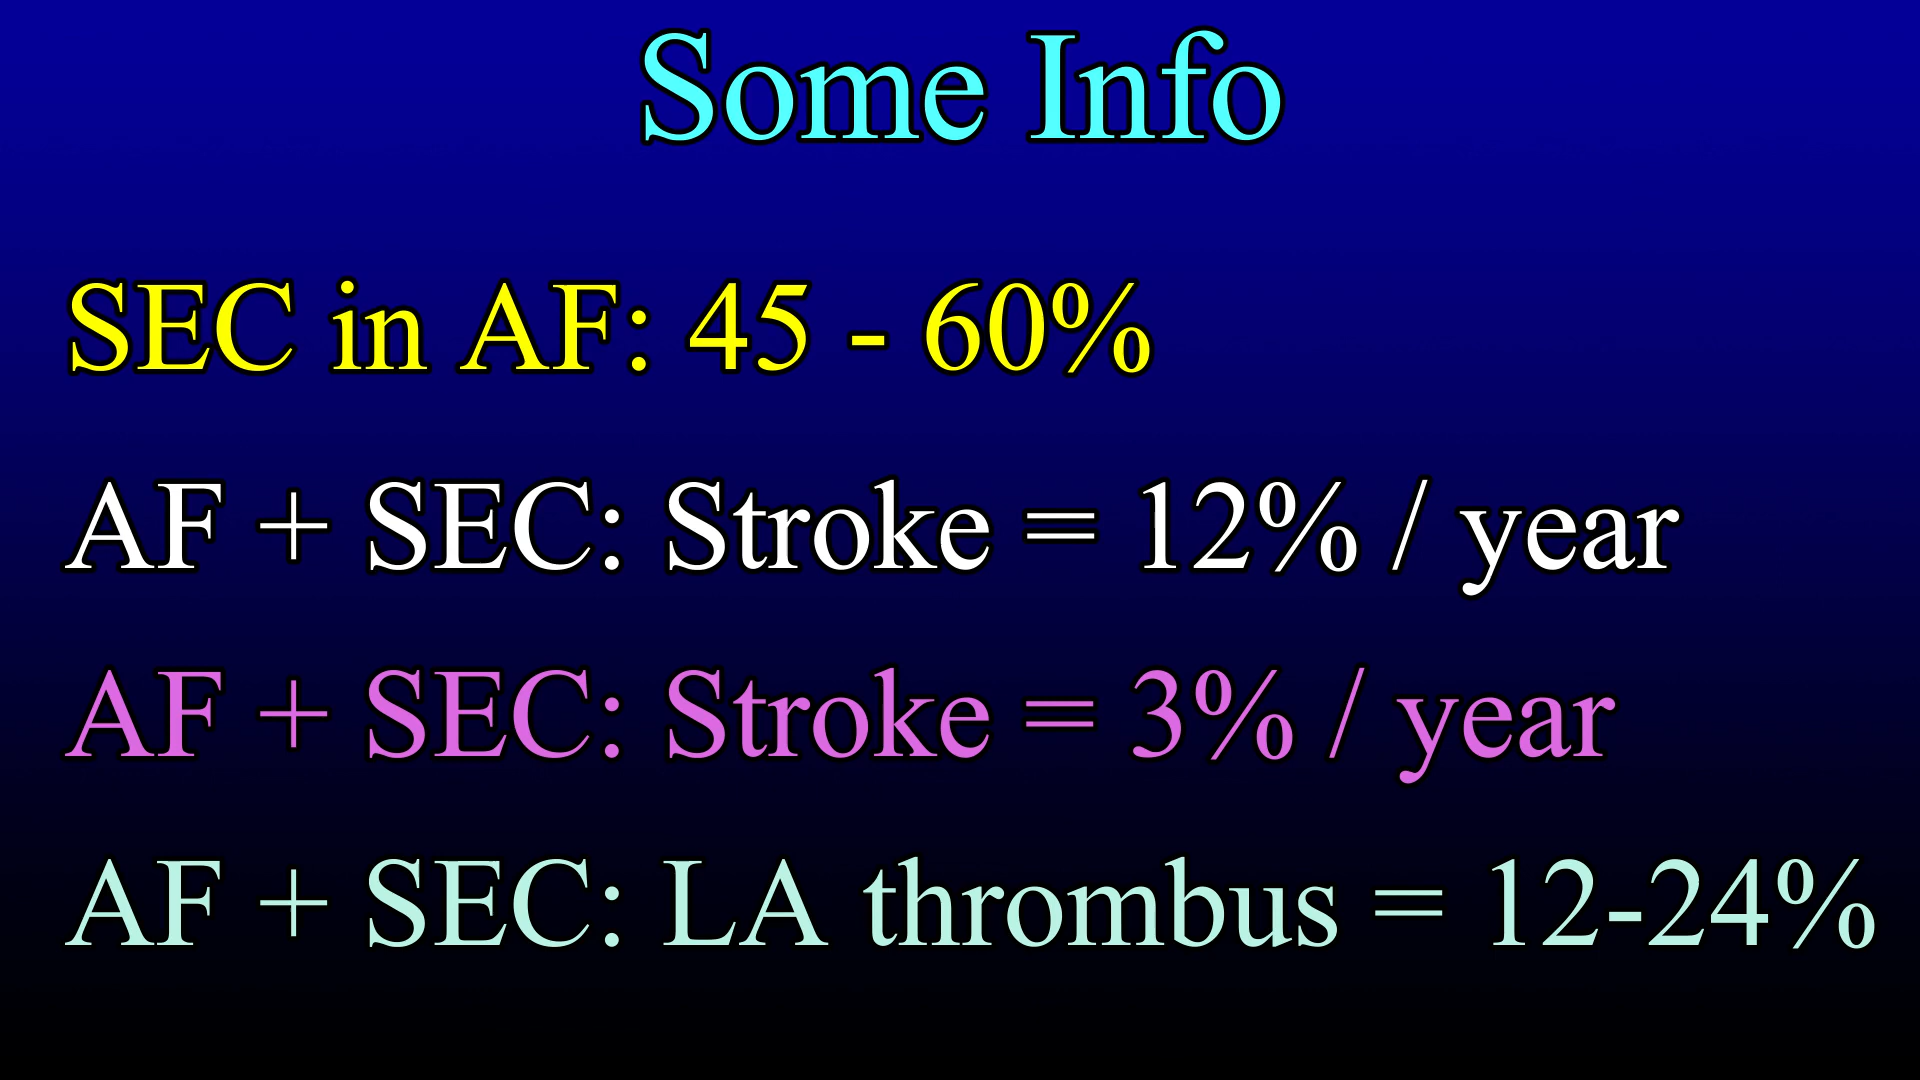 Some Info
SEC in AF: 45 - 60%
AF + SEC: Stroke = 12% / year
AF + SEC: Stroke = 3% / year
AF + SEC: LA thrombus = 12-24%